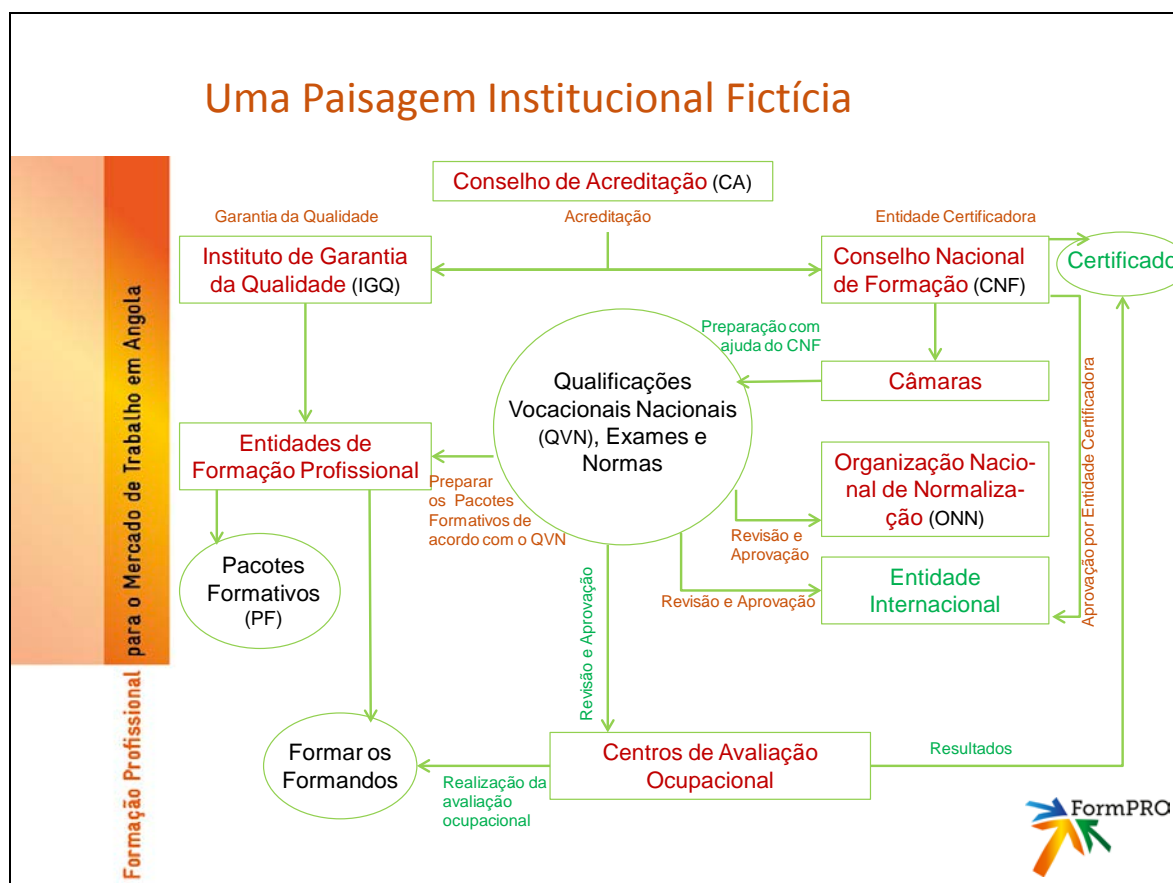 Uma Paisagem Institucional Fictícia
Conselho de Acreditação (CA)
Garantia da Qualidade
Acreditação
Entidade Certificadora
Instituto de Garantia
da Qualidade (IGQ)
Conselho Nacional
de Formação (CNF)
Certificado
Preparação com
ajuda do CNF
Câmaras
Qualificações
Vocacionais Nacionais
(QVN), Exames e
Normas
Entidades de
Formação Profissional
Organização Nacio-
nal de Normaliza-
ção (ONN)
Preparar
os Pacotes
Formativos de
acordo com o QVN
Revisão e
Aprovação
Pacotes
Formativos
(PF)
Revisão e Aprovação
Entidade
Internacional
Aprovação por Entidade Certificadora
Revisão e Aprovação
Formar os
Formandos
Centros de Avaliação
Ocupacional
Resultados
Realização da
avaliação
ocupacional
Formação Profissional para o Mercado de Trabalho em Angola
FormPRO